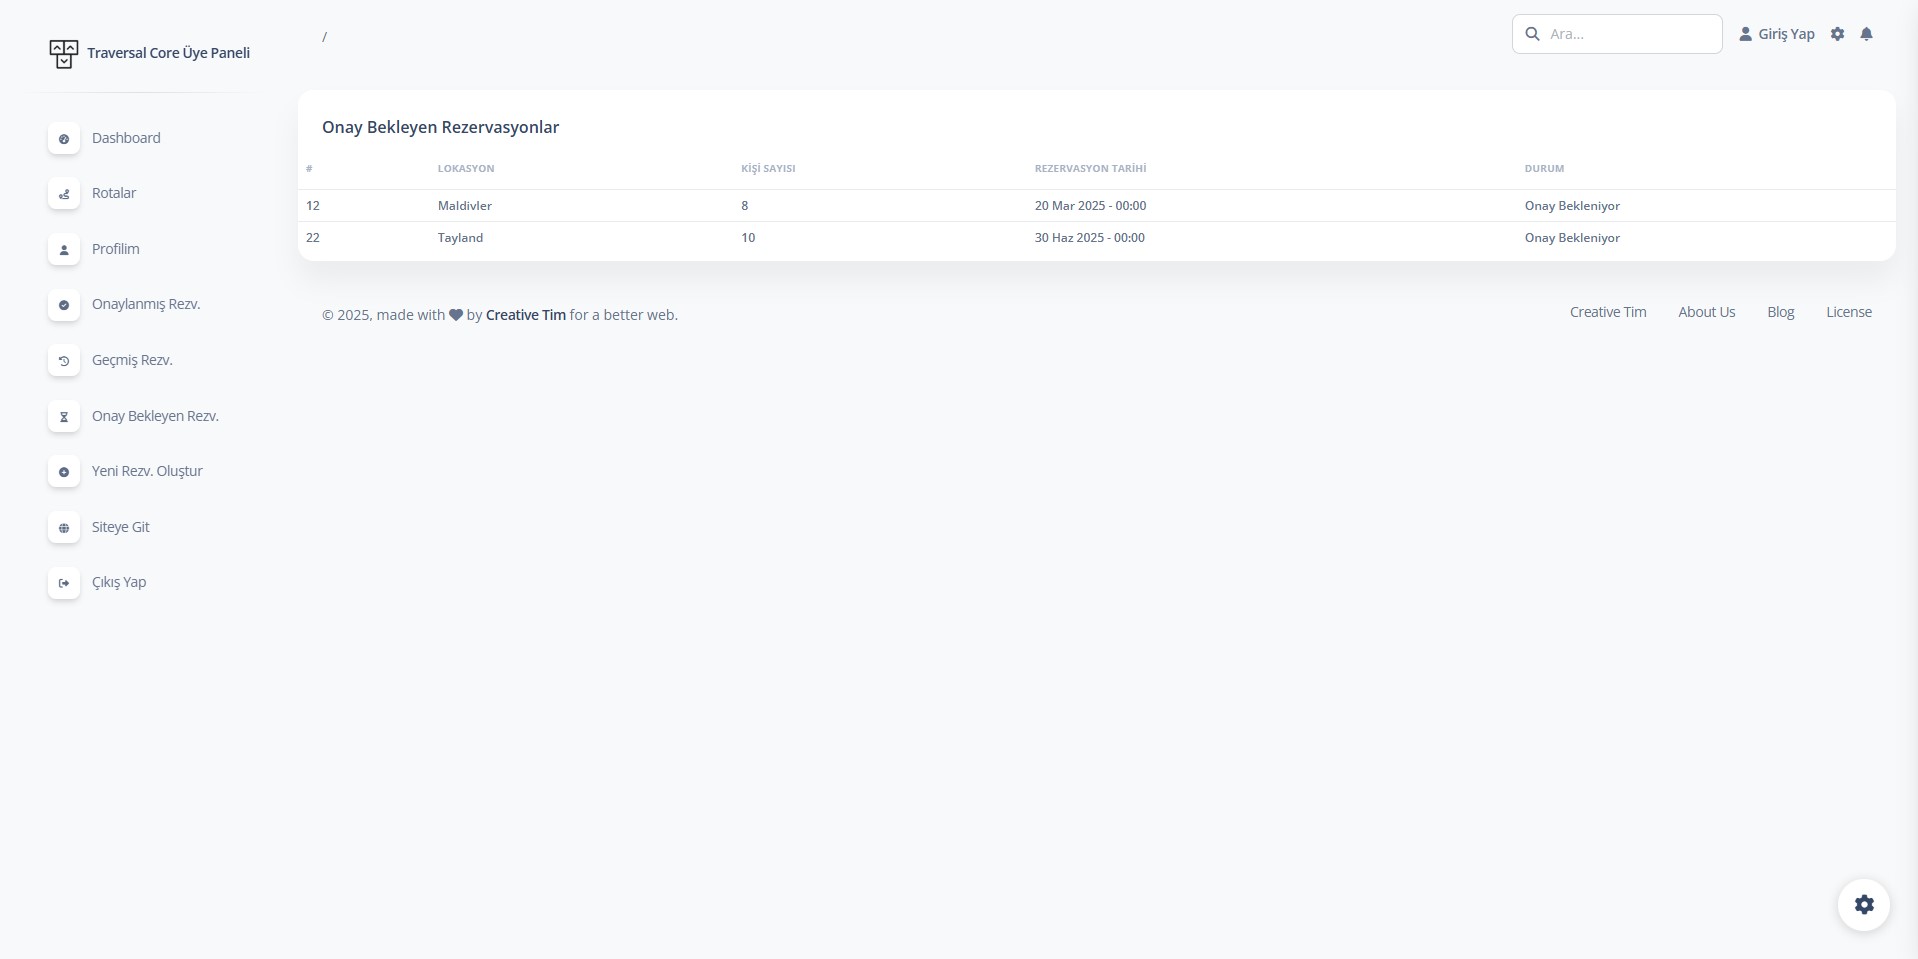 Traversal Core Üye Paneli
/
Ara...
Giriş Yap
Dashboard
Rotalar
Profilim
Onaylanmış Rezv.
Geçmiş Rezv.
Onay Bekleyen Rezv.
Yeni Rezv. Oluştur
Siteye Git
Çıkış Yap
Onay Bekleyen Rezervasyonlar
# LOKASYON KİŞİ SAYISI REZERVASYON TARİHİ DURUM
12 Maldivler 8 20 Mar 2025 - 00:00 Onay Bekleniyor
22 Tayland 10 30 Haz 2025 - 00:00 Onay Bekleniyor
© 2025, made with ♥ by Creative Tim for a better web.
Creative Tim About Us Blog License